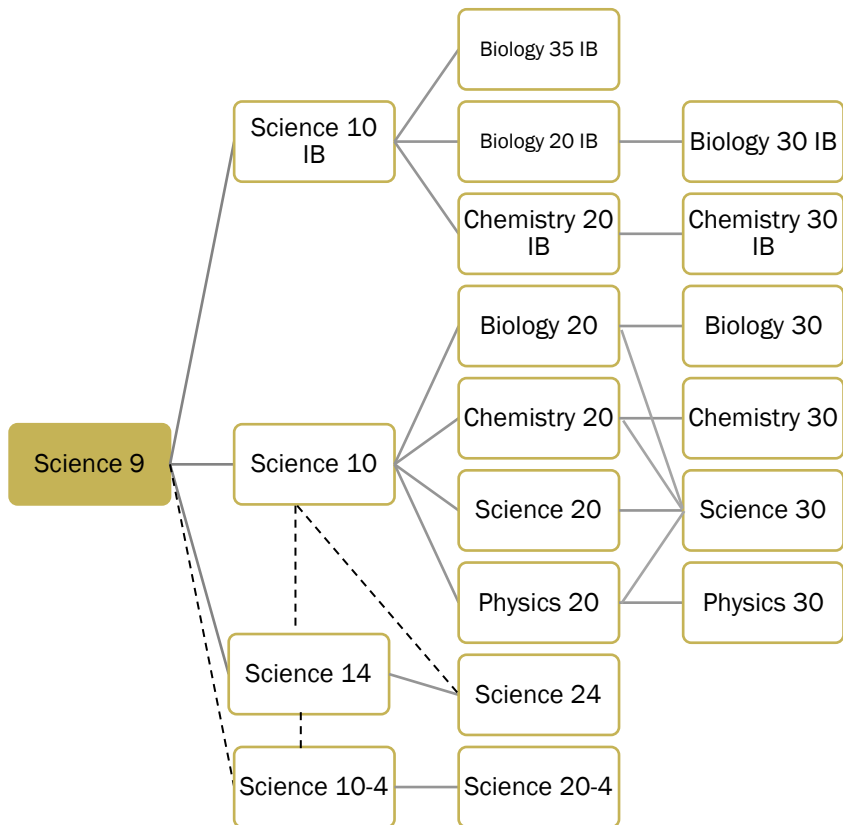 Biology 35 IB
Science 10
IB
Biology 20 IB
Biology 30 IB
Chemistry 20
IB
Chemistry 30
IB
Biology 20
Biology 30
Chemistry 20
Chemistry 30
Science 9
Science 10
Science 20
Science 30
Physics 20
Physics 30
Science 14
Science 24
Science 10-4
Science 20-4